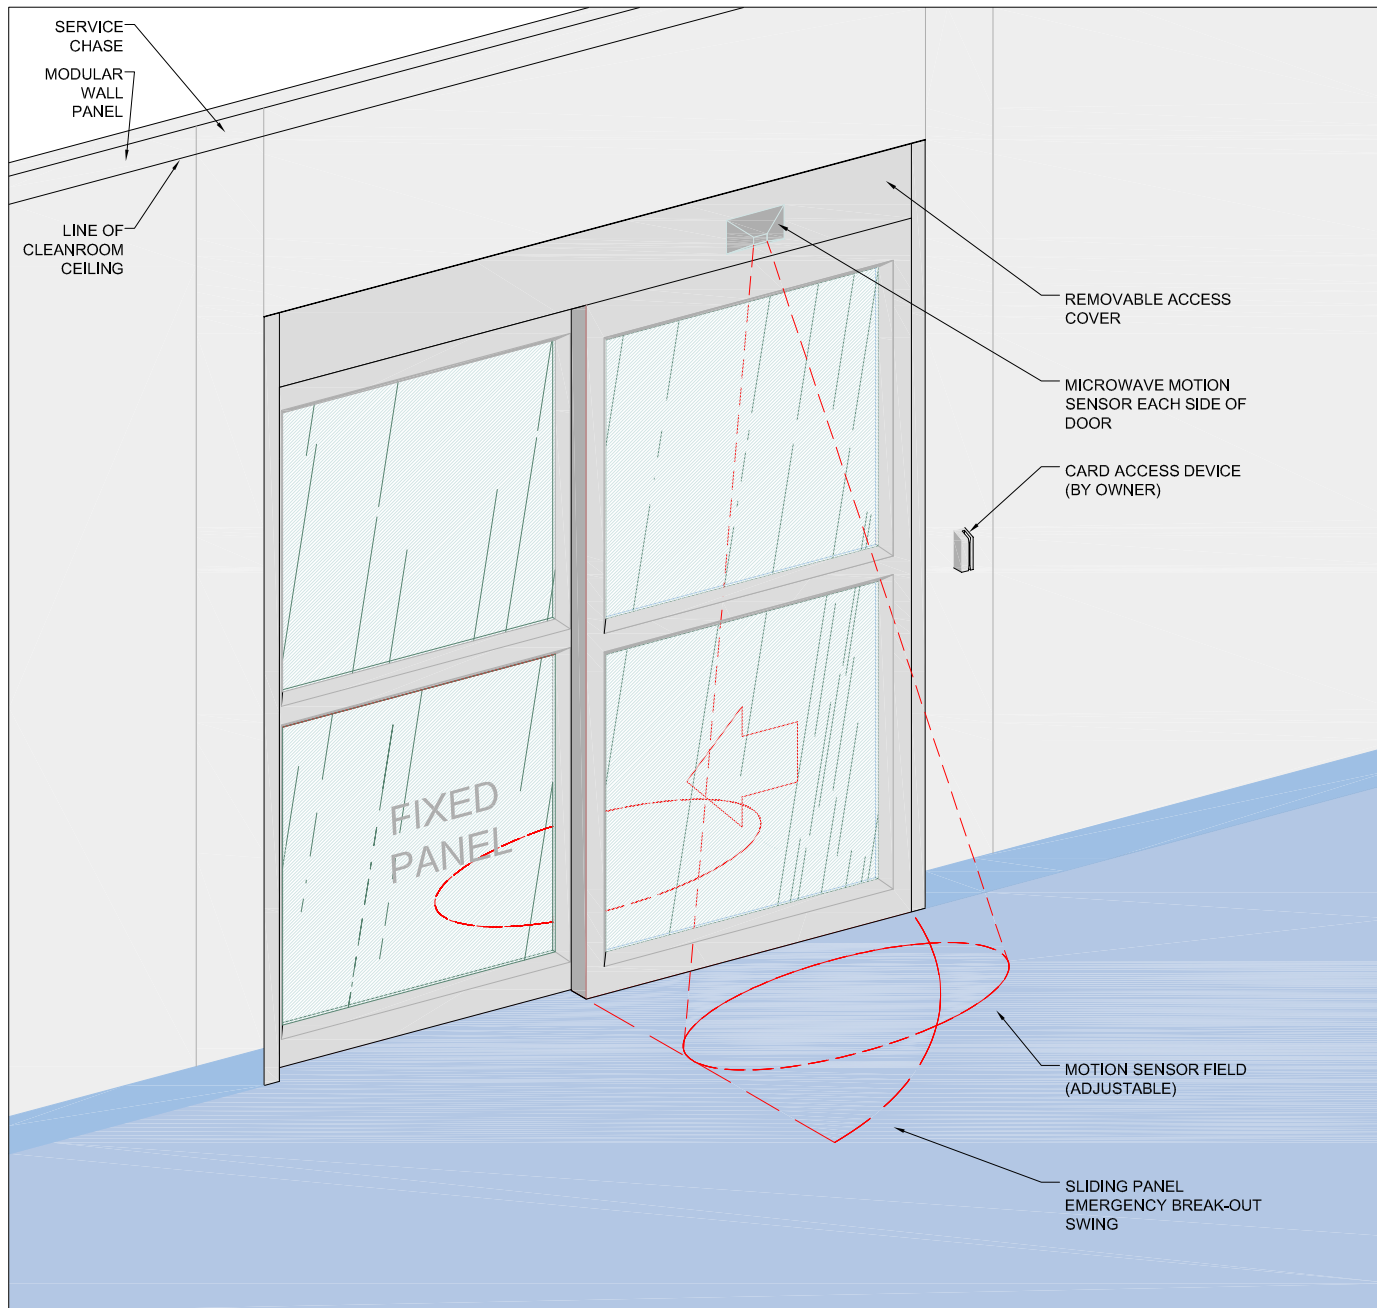 SERVICE
CHASE
MODULAR
WALL
PANEL
LINE OF
CLEANROOM
CEILING
REMOVABLE ACCESS
COVER
MICROWAVE MOTION
SENSOR EACH SIDE OF
DOOR
CARD ACCESS DEVICE
(BY OWNER)
FIXED
PANEL
MOTION SENSOR FIELD
(ADJUSTABLE)
SLIDING PANEL
EMERGENCY BREAK-OUT
SWING